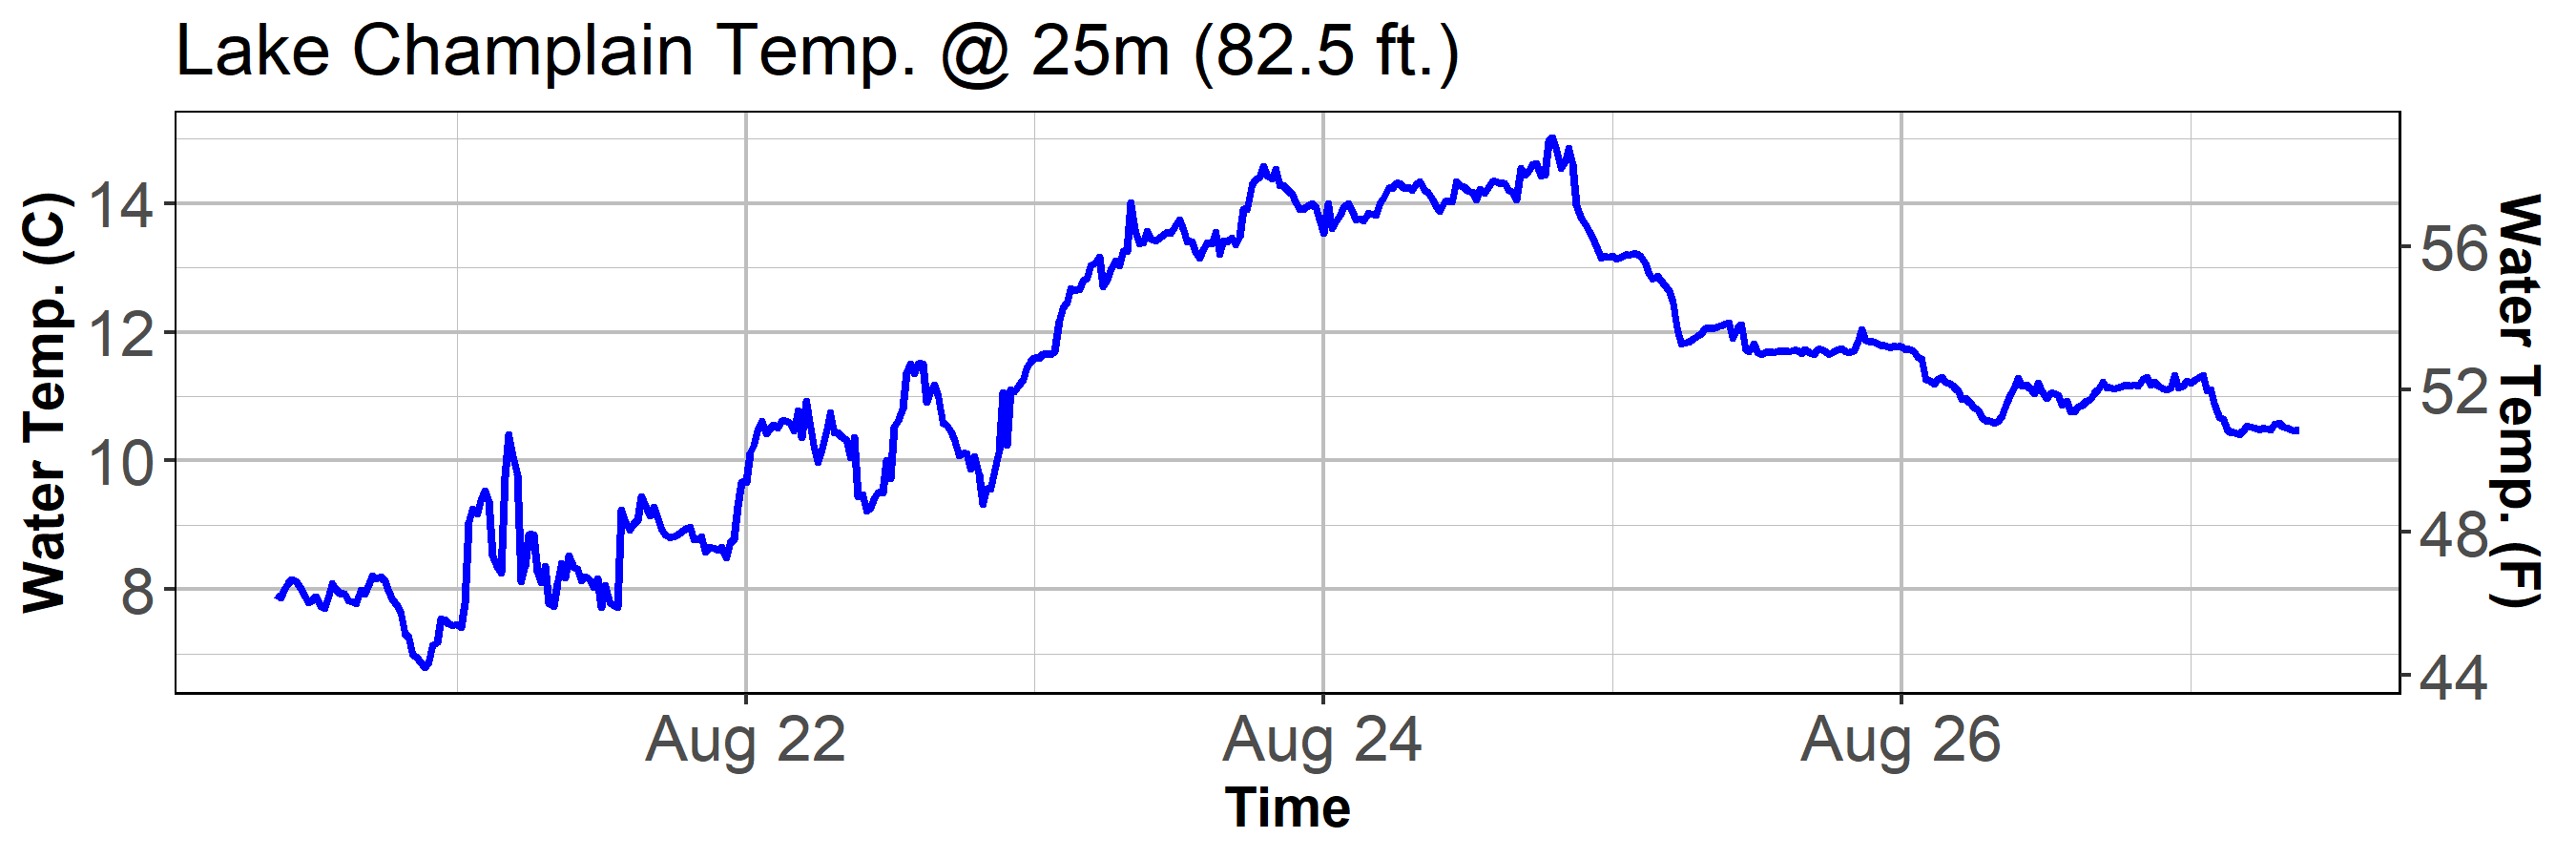 Lake Champlain Temp. @ 25m (82.5 ft.)
Water Temp. (C)
14
12
10
8
56
52
48
44
Water Temp. (F)
Aug 22 Aug 24 Aug 26
Time